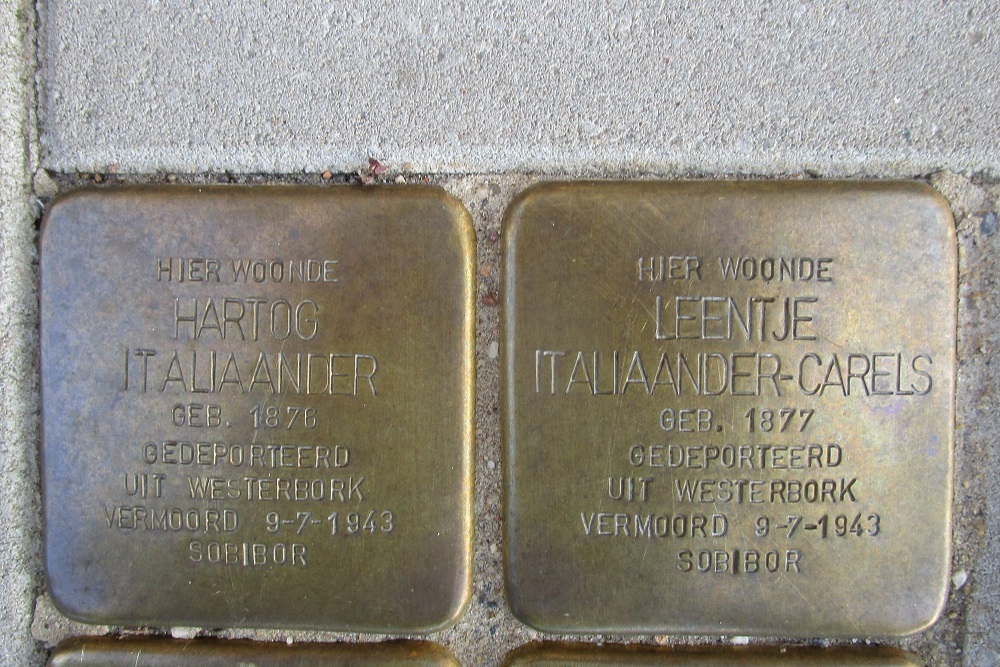 HIER WOONDE
HARTOG
ITALIAANDER
GEB. 1876
GEDEPORTEERD
UIT WESTERBORK
VERMOORD 9-7-1943
SOBIBOR
HIER WOONDE
LEENTJE
ITALIAANDER-CARELS
GEB. 1877
GEDEPORTEERD
UIT WESTERBORK
VERMOORD 9-7-1943
SOBIBOR